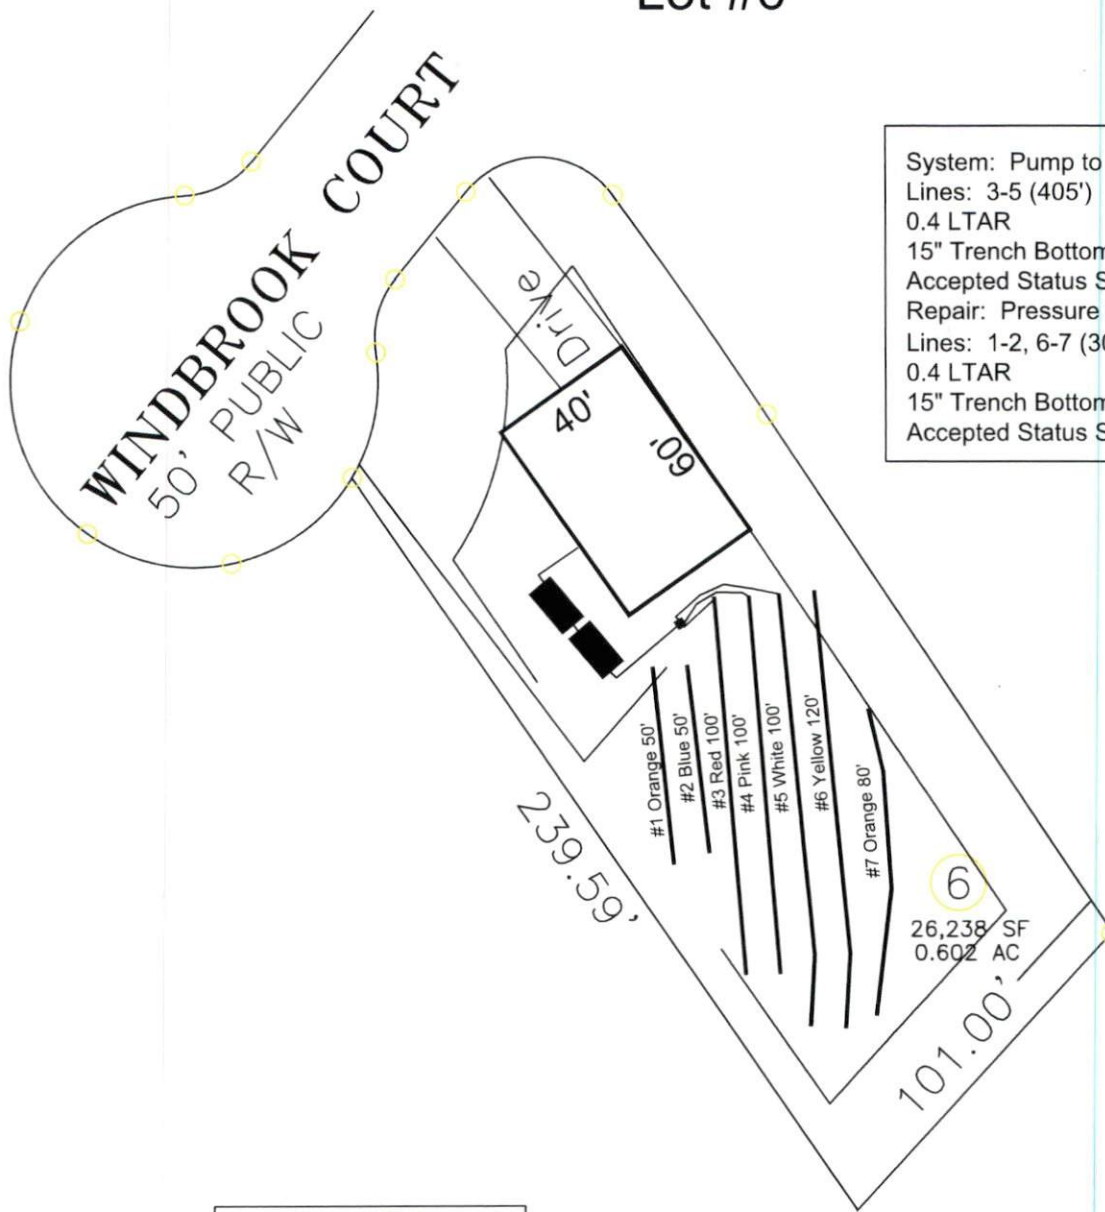 WINDBROOK COURT
50' PUBLIC
R/W
System: Pump to
Lines: 3-5 (405')
0.4 LTAR
15" Trench Bottom
Accepted Status S
Repair: Pressure
Lines: 1-2, 6-7 (30
0.4 LTAR
15" Trench Bottom
Accepted Status S
Drive
40'
60'
#1 Orange 50'
#2 Blue 50'
#3 Red 100'
#4 Pink 100'
#5 White 100'
#6 Yellow 120'
#7 Orange 80'
239.59'
6
26,238 SF
0.602 AC
101.00'